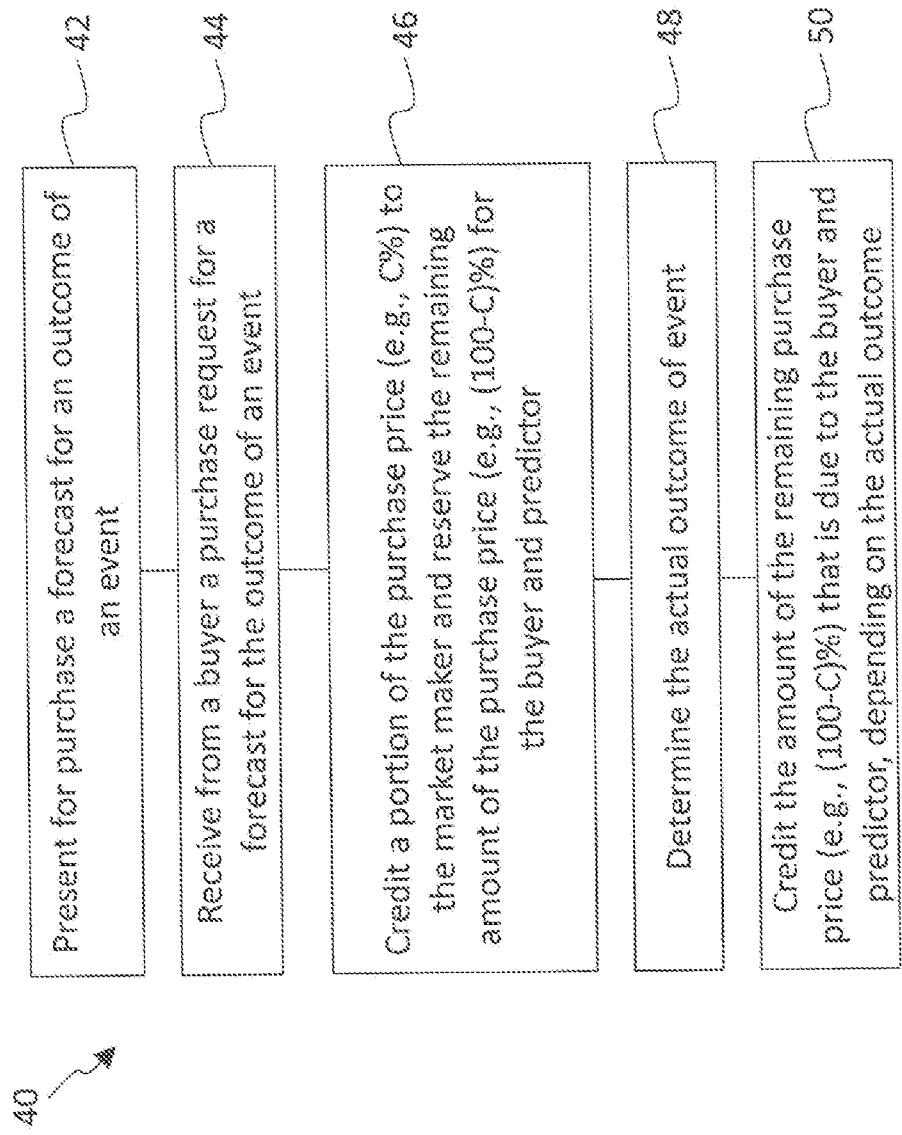 40
Present for purchase a forecast for an outcome of
an event
42
Receive from a buyer a purchase request for a
forecast for the outcome of an event
44
Credit a portion of the purchase price (e.g., C%) to
the market maker and reserve the remaining
amount of the purchase price (e.g., (100-C)%) for
the buyer and predictor
46
Determine the actual outcome of event
48
Credit the amount of the remaining purchase
price (e.g., (100-C)%) that is due to the buyer and
predictor, depending on the actual outcome
50